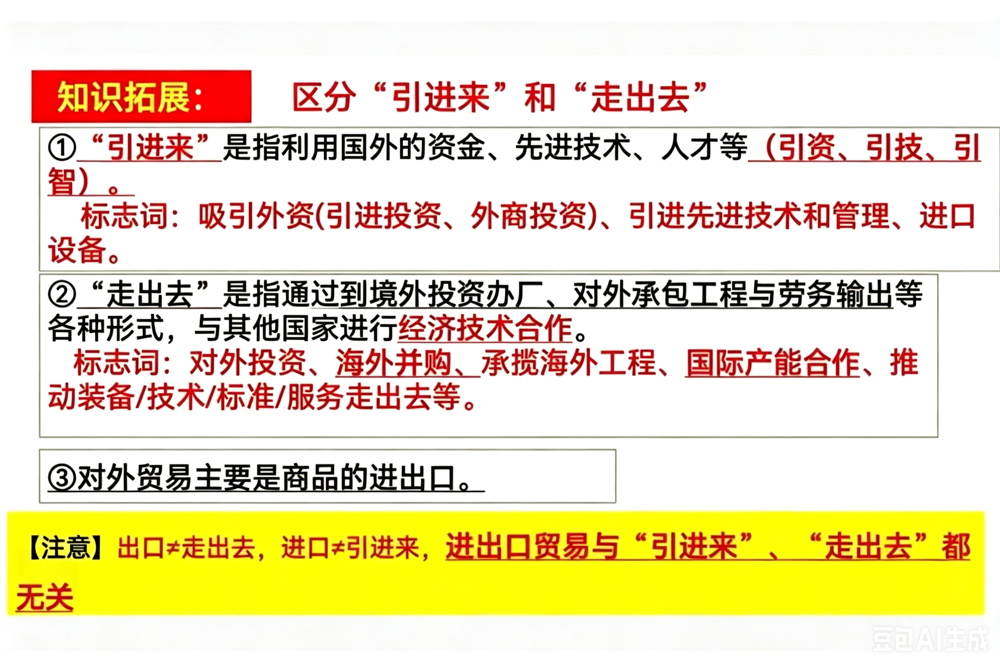 知识拓展：
区分“引进来”和“走出去”
①“引进来”是指利用国外的资金、先进技术、人才等（引资、引技、引
智）。
标志词：吸引外资(引进投资、外商投资)、引进先进技术和管理、进口
设备。
②“走出去”是指通过到境外投资办厂、对外承包工程与劳务输出等
各种形式，与其他国家进行经济技术合作。
标志词：对外投资、海外并购、承揽海外工程、国际产能合作、推
动装备/技术/标准/服务走出去等。
③对外贸易主要是商品的进出口。
【注意】出口≠走出去，进口≠引进来，进出口贸易与“引进来”、“走出去”都
无关
豆包AI生成